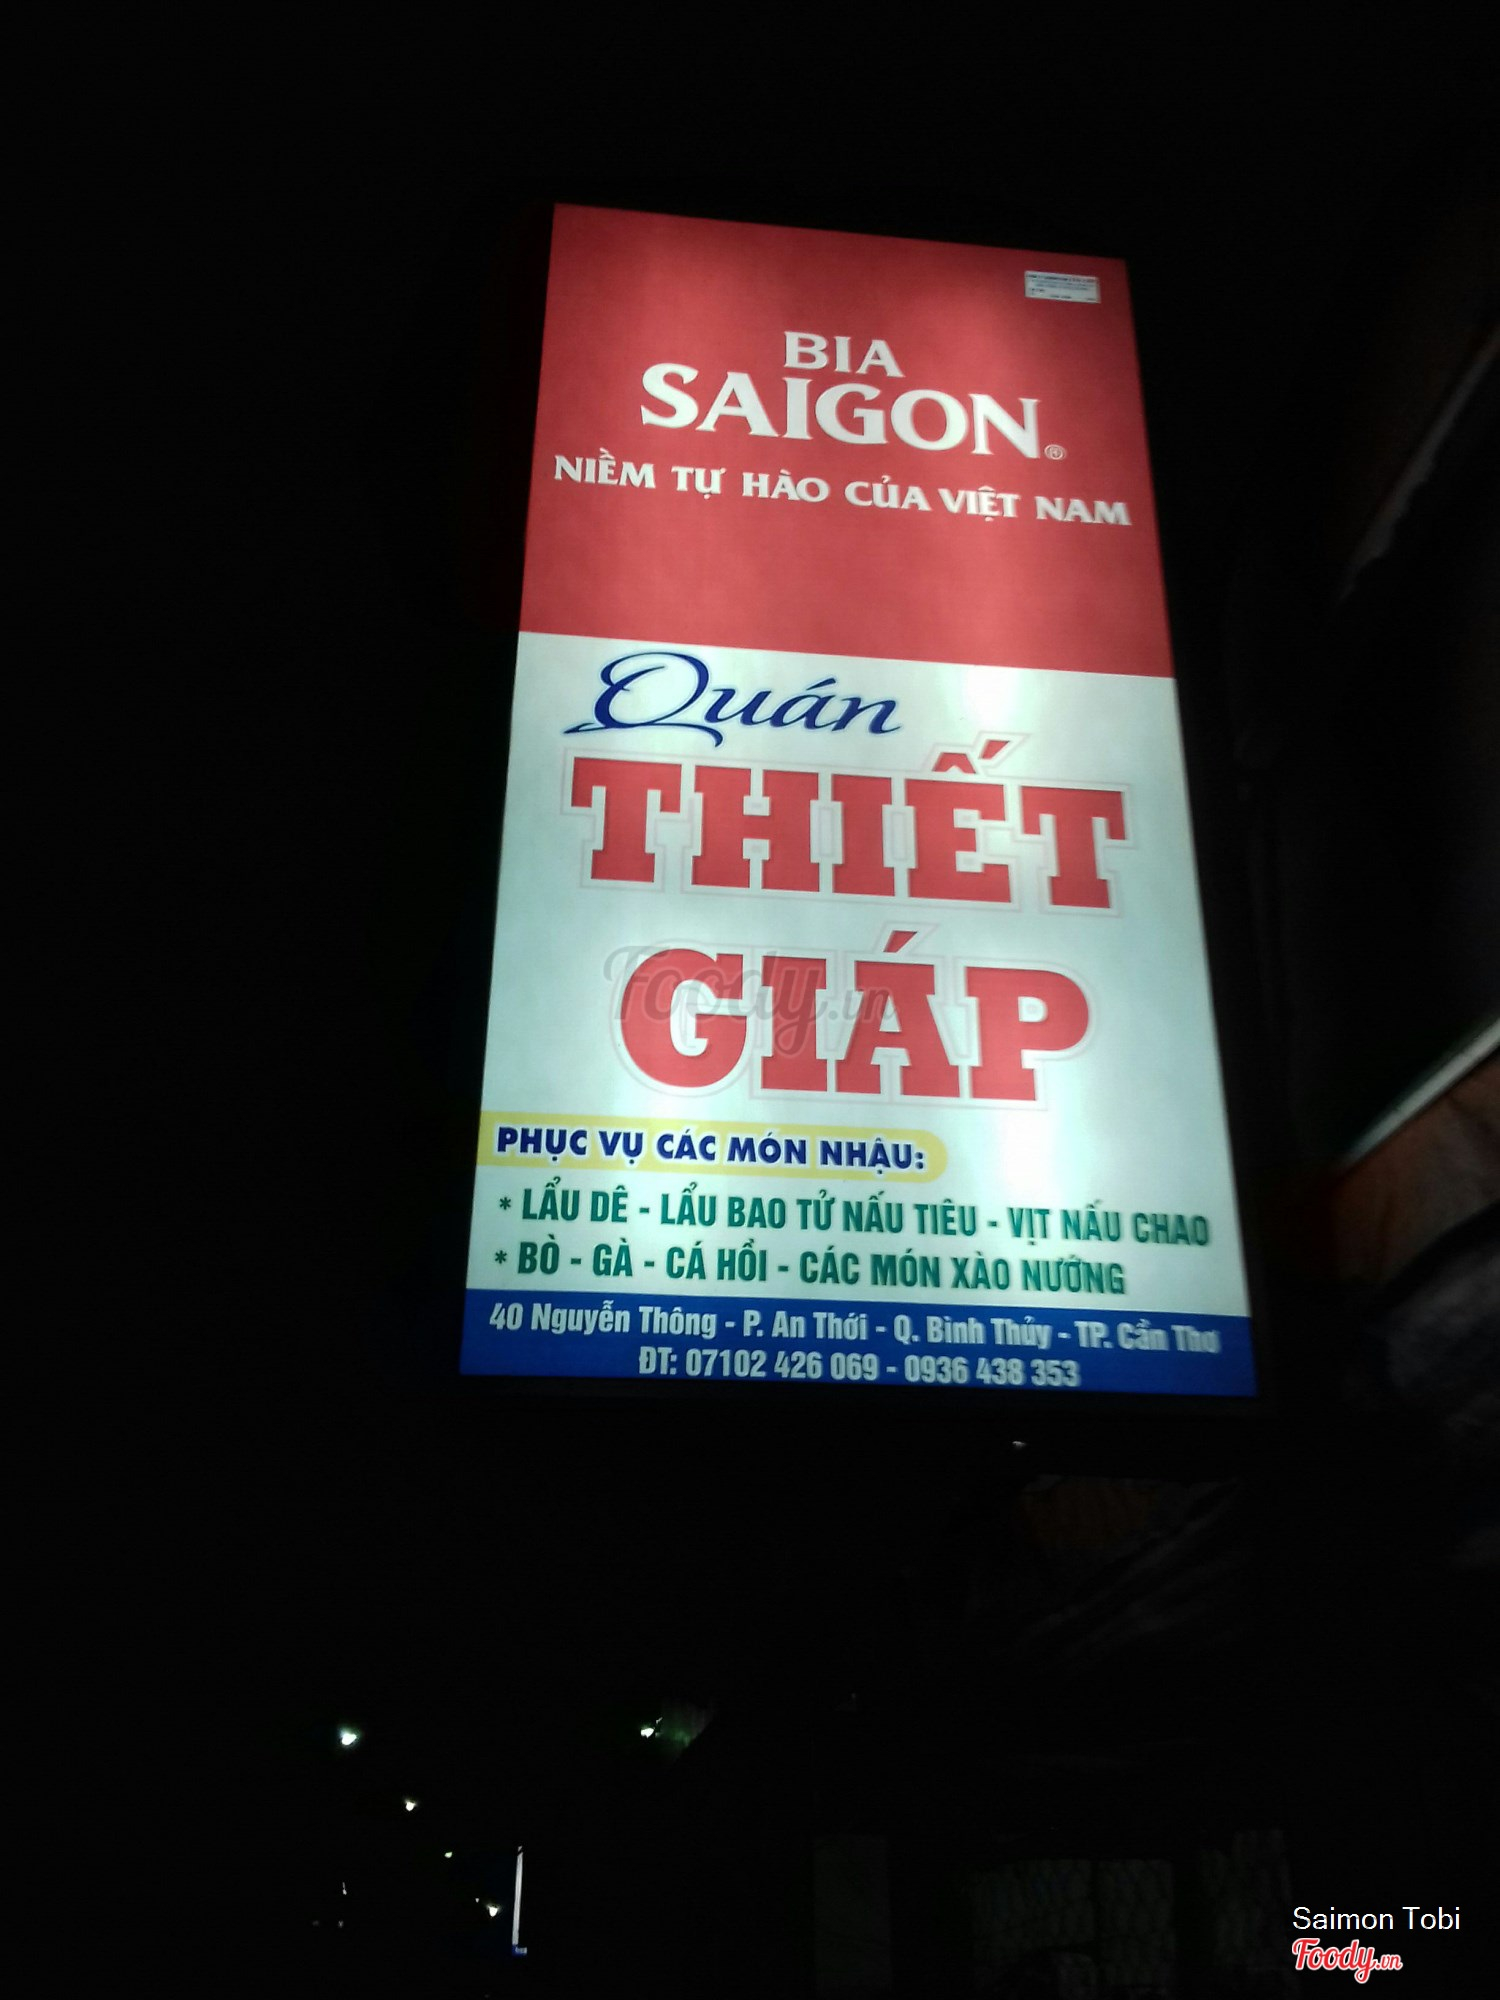 BIA
SAIGON®
NIỀM TỰ HÀO CỦA VIỆT NAM
Quán
THIẾT
GIÁP
Foody.vn
PHỤC VỤ CÁC MÓN NHẬU:
* LẨU DÊ - LẨU BAO TỬ NẤU TIÊU - VỊT NẤU CHAO
* BÒ - GÀ - CÁ HỒI - CÁC MÓN XÀO NƯỚNG
40 Nguyễn Thông - P. An Thới - Q. Bình Thủy - TP. Cần Thơ
ĐT: 07102 426 069 - 0936 438 353
Saimon Tobi
Foody.vn